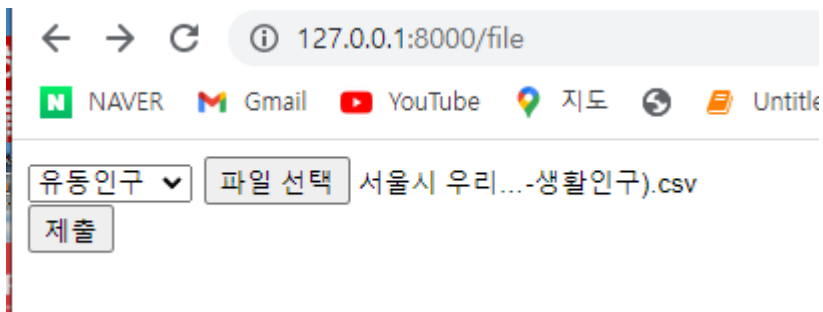 127.0.0.1:8000/file
N NAVER Gmail YouTube 지도 Untitle
유동인구 파일 선택 서울시 우리...-생활인구).csv
제출